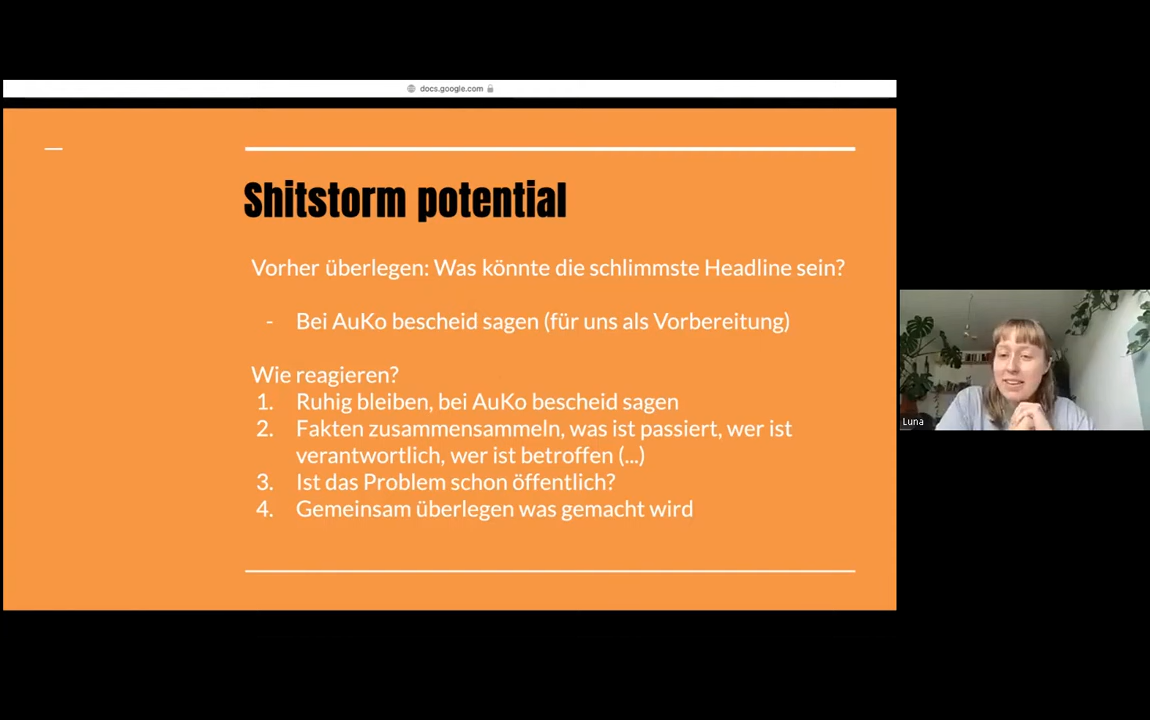 docs.google.com
Shitstorm potential
Vorher überlegen: Was könnte die schlimmste Headline sein?
- Bei AuKo bescheid sagen (für uns als Vorbereitung)
Wie reagieren?
1. Ruhig bleiben, bei AuKo bescheid sagen
2. Fakten zusammensammeln, was ist passiert, wer ist
verantwortlich, wer ist betroffen (...)
3. Ist das Problem schon öffentlich?
4. Gemeinsam überlegen was gemacht wird
Luna